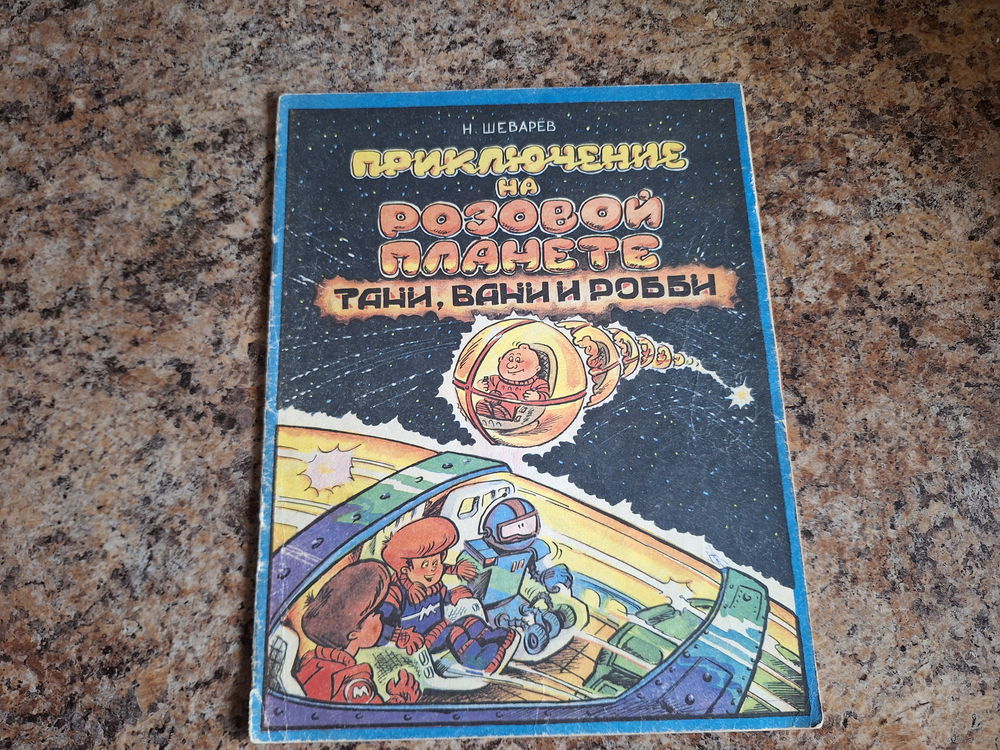 Н. ШЕВАРЁВ
ПРИКЛЮЧЕНИЕ
НА
РОЗОВОЙ
ПЛАНЕТЕ
ТАНИ, ВАНИ И РОББИ
М